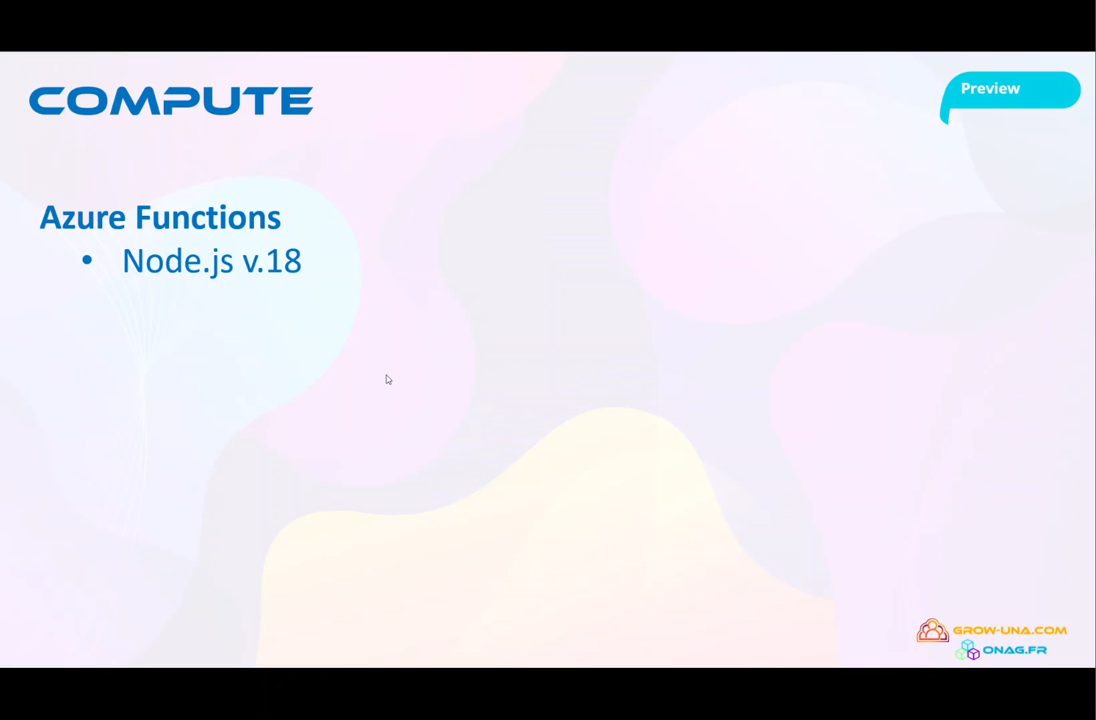 COMPUTE
Preview
Azure Functions
• Node.js v.18
GROW-UNA.COM
ONAG.FR